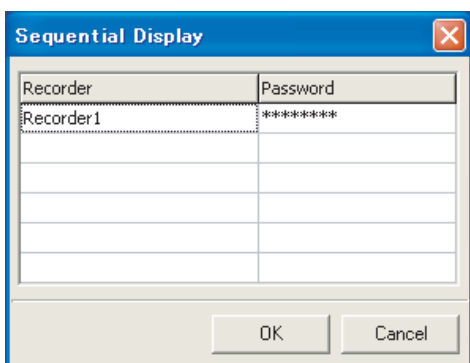 Sequential Display
Recorder Password
Recorder1 ********
OK Cancel